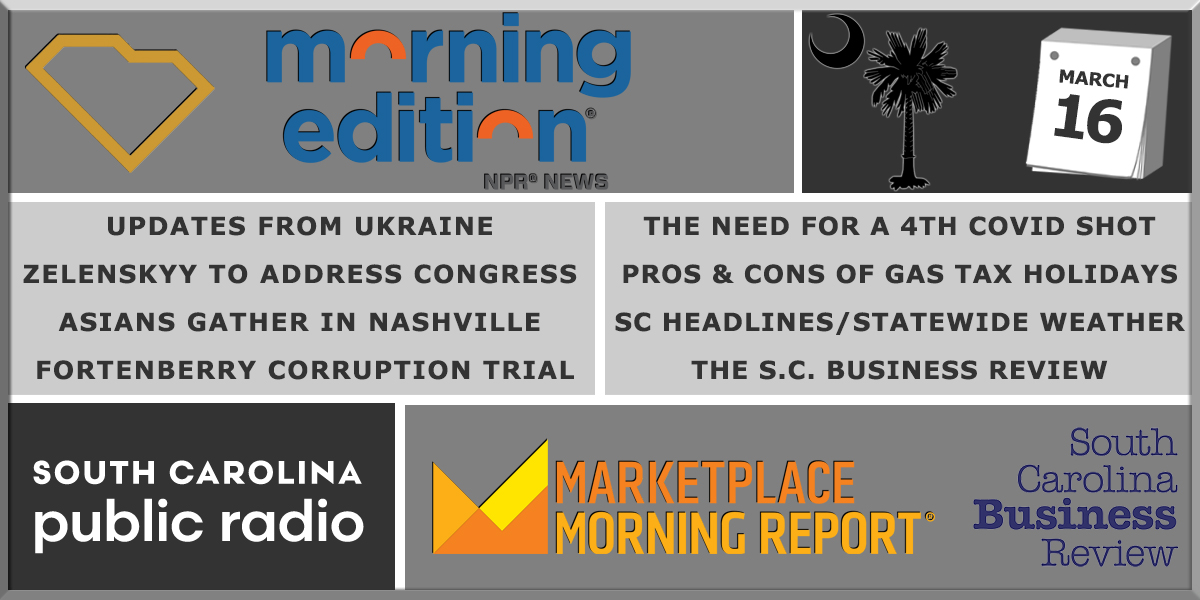 morning
edition®
NPR® NEWS
MARCH
16
UPDATES FROM UKRAINE
ZELENSKYY TO ADDRESS CONGRESS
ASIANS GATHER IN NASHVILLE
FORTENBERRY CORRUPTION TRIAL
THE NEED FOR A 4TH COVID SHOT
PROS & CONS OF GAS TAX HOLIDAYS
SC HEADLINES/STATEWIDE WEATHER
THE S.C. BUSINESS REVIEW
SOUTH CAROLINA
public radio
MARKETPLACE
MORNING REPORT®
South
Carolina
Business
Review